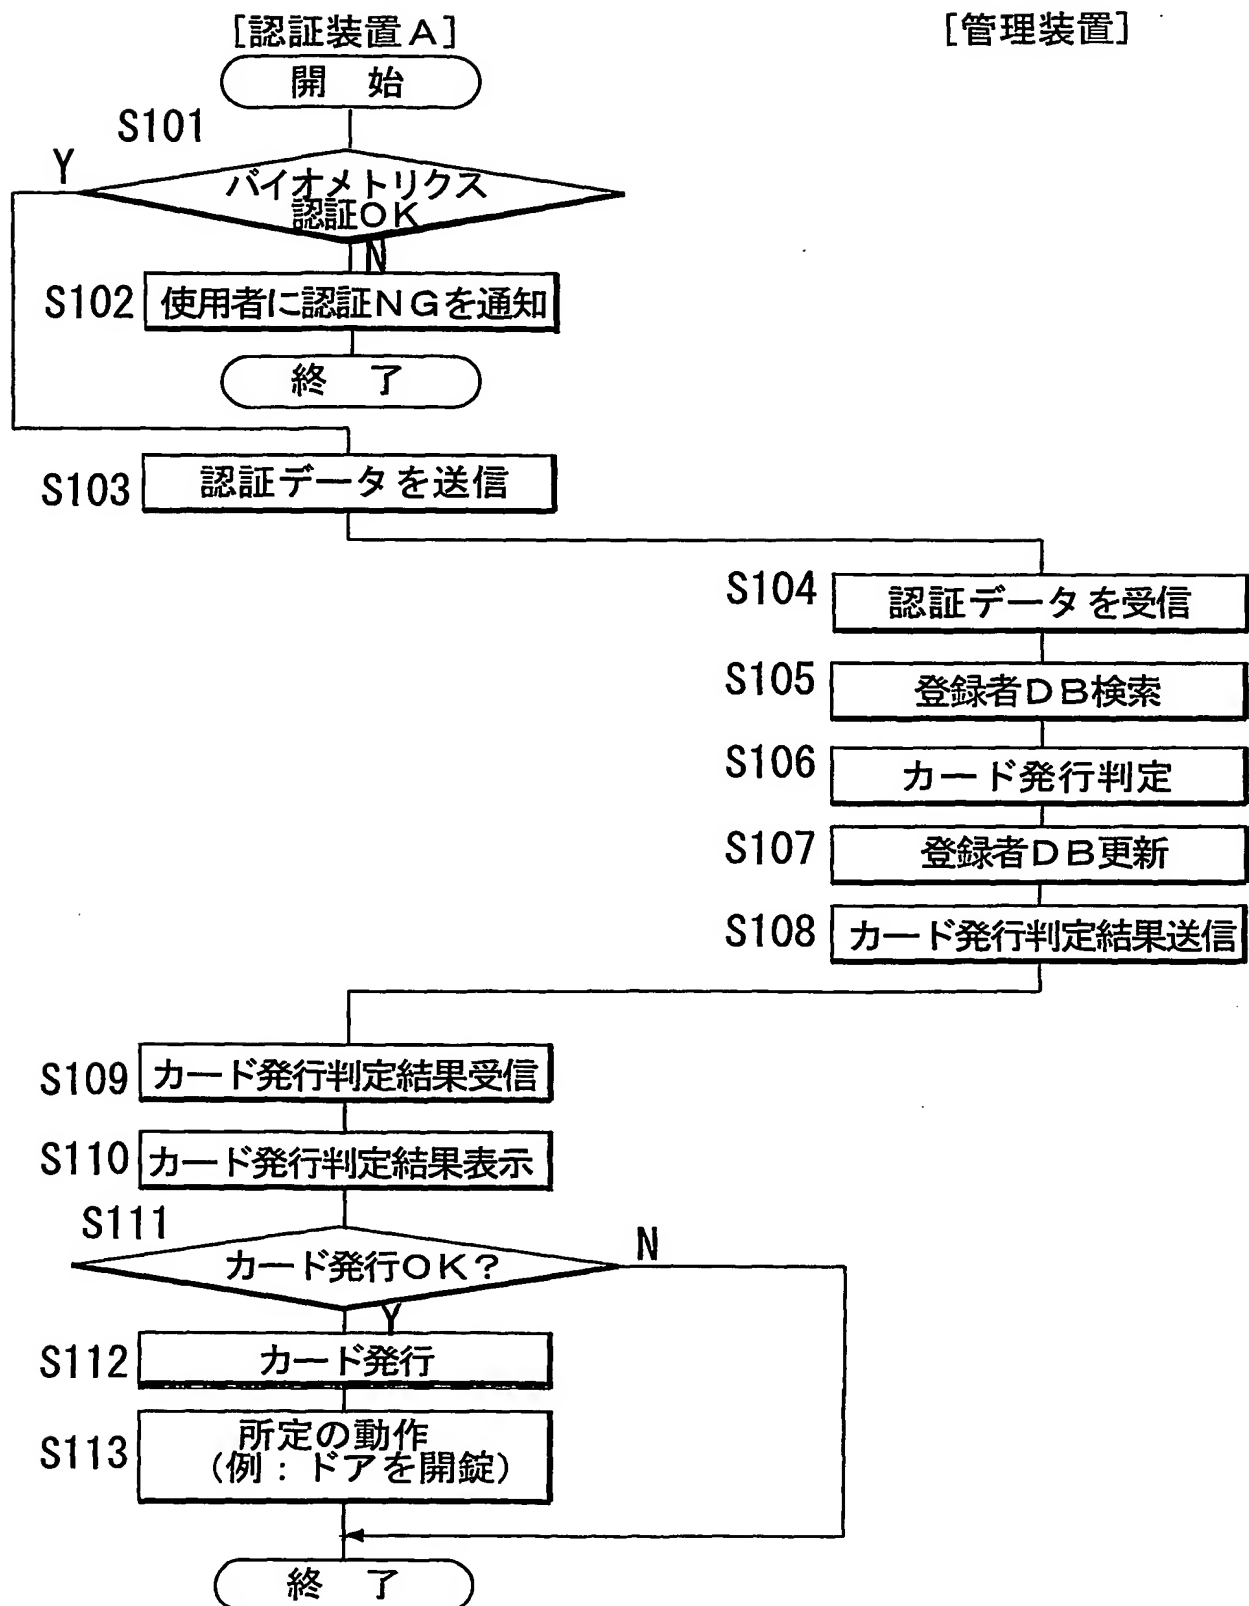 [認証装置A]
[管理装置]
開 始
S101
Y
バイオメトリクス
認証OK
N
S102
使用者に認証NGを通知
終 了
S103
認証データを送信
S104
認証データを受信
S105
登録者DB検索
S106
カード発行判定
S107
登録者DB更新
S108
カード発行判定結果送信
S109
カード発行判定結果受信
S110
カード発行判定結果表示
S111
カード発行OK?
N
Y
S112
カード発行
S113
所定の動作
(例:ドアを開錠)
終 了